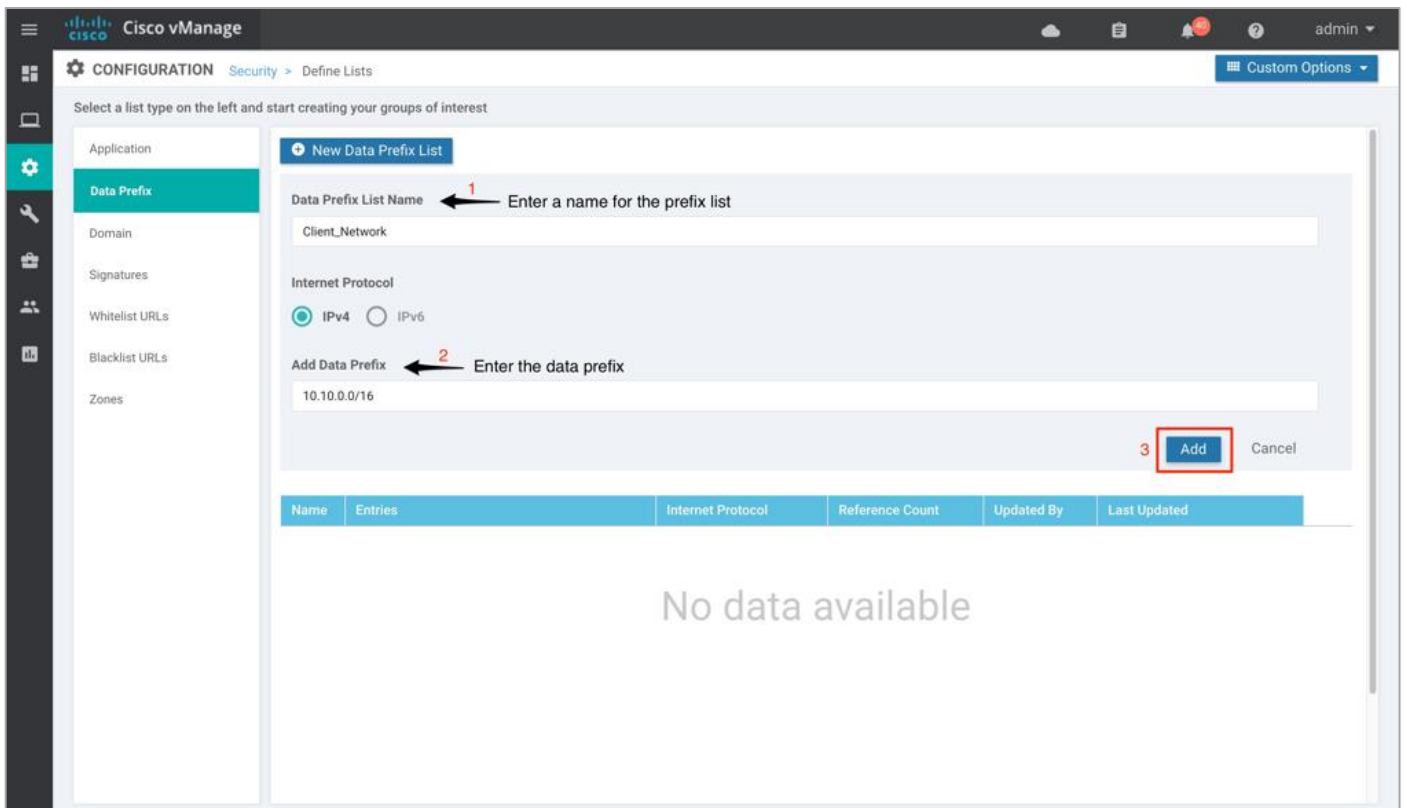 cisco Cisco vManage
40
admin
CONFIGURATION Security > Define Lists
Custom Options
Select a list type on the left and start creating your groups of interest
Application
Data Prefix
Domain
Signatures
Whitelist URLs
Blacklist URLs
Zones
New Data Prefix List
Data Prefix List Name 1 Enter a name for the prefix list
Client_Network
Internet Protocol
IPv4 IPv6
Add Data Prefix 2 Enter the data prefix
10.10.0.0/16
3 Add Cancel
Name Entries Internet Protocol Reference Count Updated By Last Updated
No data available